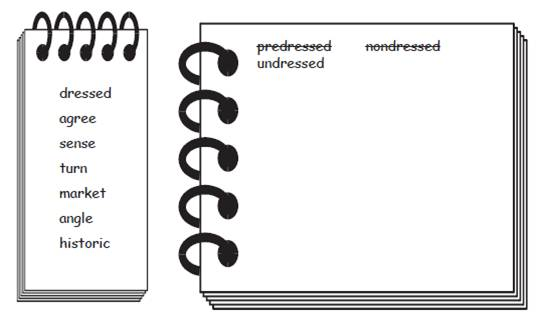 dressed
agree
sense
turn
market
angle
historic
predressed nondressed
undressed